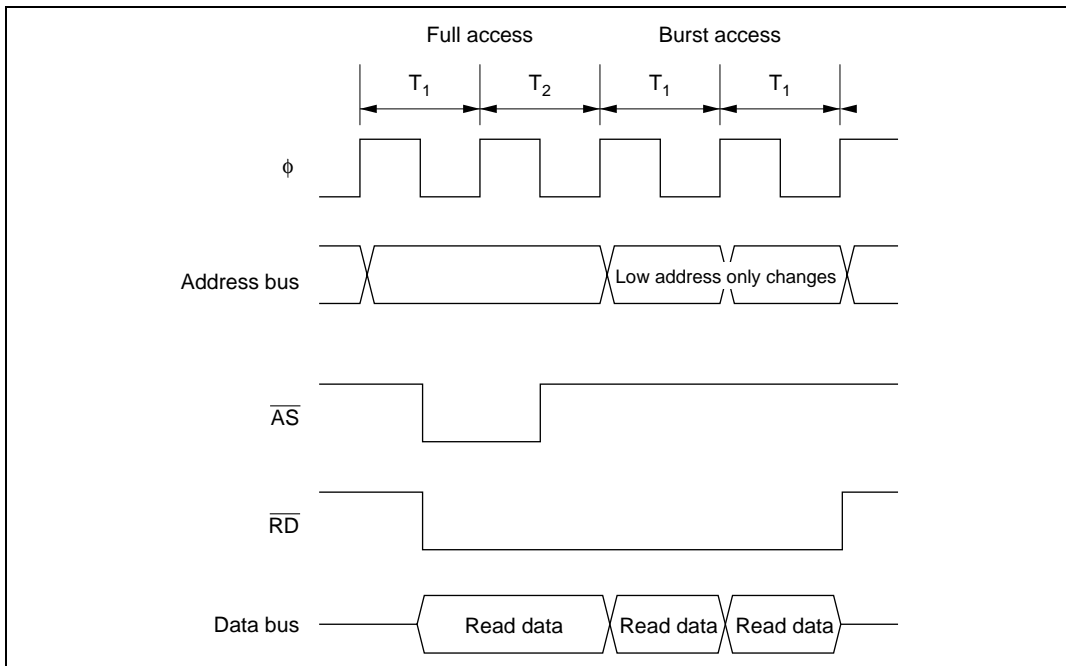 Full access Burst access
T1 T2 T1 T1
ϕ
Address bus Low address only changes
AS
RD
Data bus Read data Read data Read data